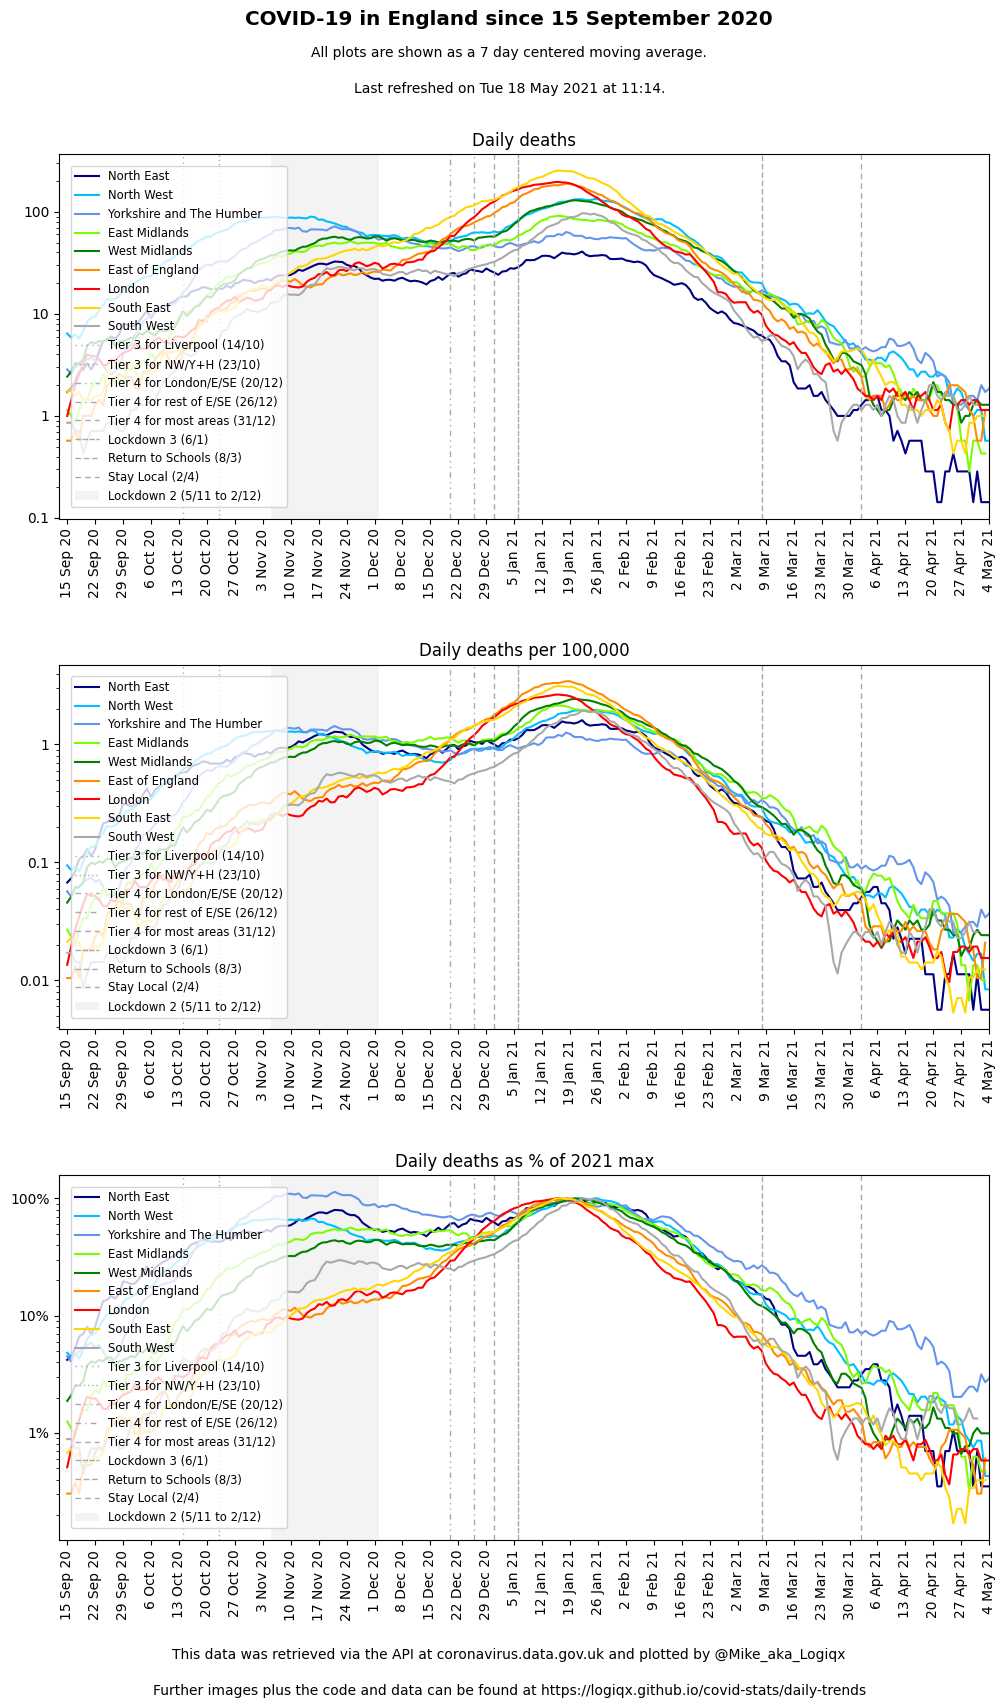 COVID-19 in England since 15 September 2020
All plots are shown as a 7 day centered moving average.
Last refreshed on Tue 18 May 2021 at 11:14.
Daily deaths
100
10
1
0.1
North East
North West
Yorkshire and The Humber
East Midlands
West Midlands
East of England
London
South East
South West
Tier 3 for Liverpool (14/10)
Tier 3 for NW/Y+H (23/10)
Tier 4 for London/E/SE (20/12)
Tier 4 for rest of E/SE (26/12)
Tier 4 for most areas (31/12)
Lockdown 3 (6/1)
Return to Schools (8/3)
Stay Local (2/4)
Lockdown 2 (5/11 to 2/12)
15 Sep 20
22 Sep 20
29 Sep 20
6 Oct 20
13 Oct 20
20 Oct 20
27 Oct 20
3 Nov 20
10 Nov 20
17 Nov 20
24 Nov 20
1 Dec 20
8 Dec 20
15 Dec 20
22 Dec 20
29 Dec 20
5 Jan 21
12 Jan 21
19 Jan 21
26 Jan 21
2 Feb 21
9 Feb 21
16 Feb 21
23 Feb 21
2 Mar 21
9 Mar 21
16 Mar 21
23 Mar 21
30 Mar 21
6 Apr 21
13 Apr 21
20 Apr 21
27 Apr 21
4 May 21
Daily deaths per 100,000
1
0.1
0.01
North East
North West
Yorkshire and The Humber
East Midlands
West Midlands
East of England
London
South East
South West
Tier 3 for Liverpool (14/10)
Tier 3 for NW/Y+H (23/10)
Tier 4 for London/E/SE (20/12)
Tier 4 for rest of E/SE (26/12)
Tier 4 for most areas (31/12)
Lockdown 3 (6/1)
Return to Schools (8/3)
Stay Local (2/4)
Lockdown 2 (5/11 to 2/12)
15 Sep 20
22 Sep 20
29 Sep 20
6 Oct 20
13 Oct 20
20 Oct 20
27 Oct 20
3 Nov 20
10 Nov 20
17 Nov 20
24 Nov 20
1 Dec 20
8 Dec 20
15 Dec 20
22 Dec 20
29 Dec 20
5 Jan 21
12 Jan 21
19 Jan 21
26 Jan 21
2 Feb 21
9 Feb 21
16 Feb 21
23 Feb 21
2 Mar 21
9 Mar 21
16 Mar 21
23 Mar 21
30 Mar 21
6 Apr 21
13 Apr 21
20 Apr 21
27 Apr 21
4 May 21
Daily deaths as % of 2021 max
100%
10%
1%
North East
North West
Yorkshire and The Humber
East Midlands
West Midlands
East of England
London
South East
South West
Tier 3 for Liverpool (14/10)
Tier 3 for NW/Y+H (23/10)
Tier 4 for London/E/SE (20/12)
Tier 4 for rest of E/SE (26/12)
Tier 4 for most areas (31/12)
Lockdown 3 (6/1)
Return to Schools (8/3)
Stay Local (2/4)
Lockdown 2 (5/11 to 2/12)
15 Sep 20
22 Sep 20
29 Sep 20
6 Oct 20
13 Oct 20
20 Oct 20
27 Oct 20
3 Nov 20
10 Nov 20
17 Nov 20
24 Nov 20
1 Dec 20
8 Dec 20
15 Dec 20
22 Dec 20
29 Dec 20
5 Jan 21
12 Jan 21
19 Jan 21
26 Jan 21
2 Feb 21
9 Feb 21
16 Feb 21
23 Feb 21
2 Mar 21
9 Mar 21
16 Mar 21
23 Mar 21
30 Mar 21
6 Apr 21
13 Apr 21
20 Apr 21
27 Apr 21
4 May 21
This data was retrieved via the API at coronavirus.data.gov.uk and plotted by @Mike_aka_Logiqx
Further images plus the code and data can be found at https://logiqx.github.io/covid-stats/daily-trends